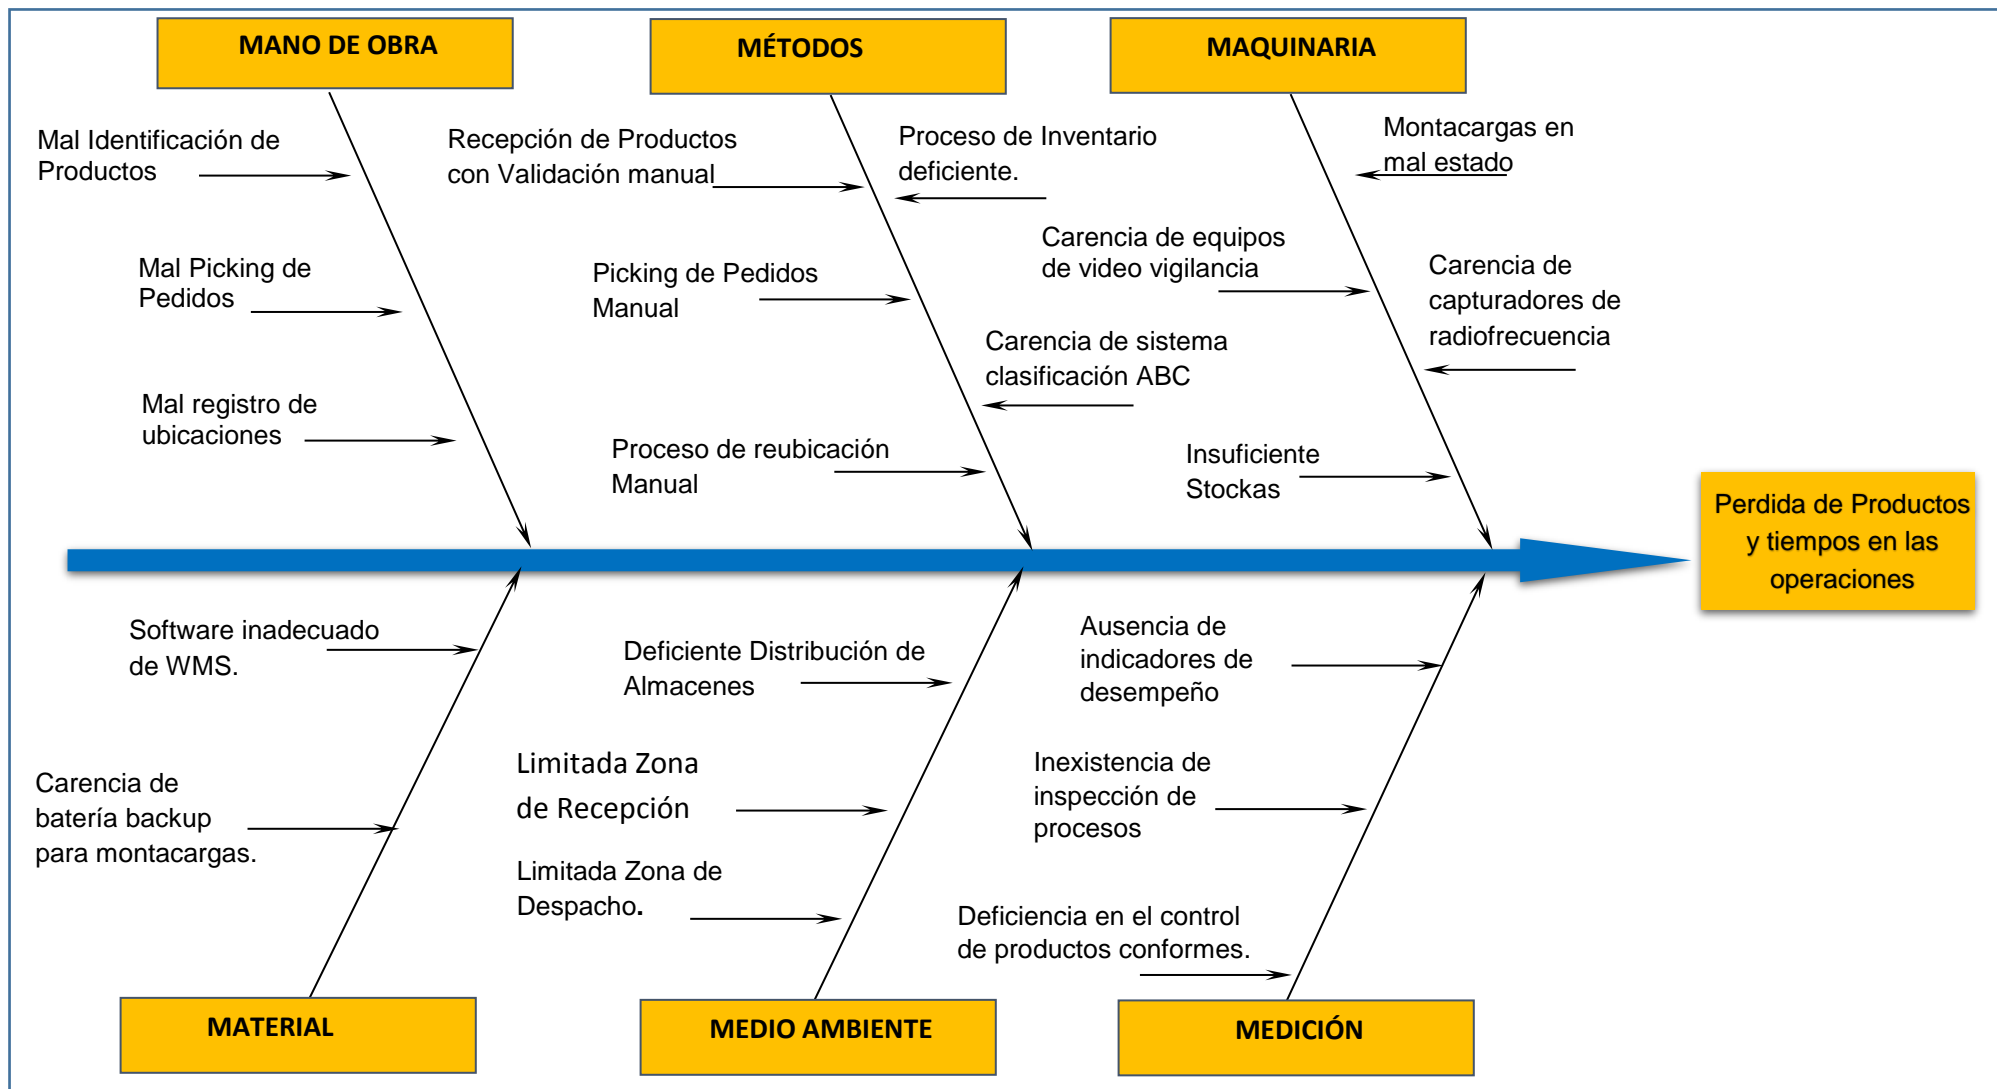 MANO DE OBRA
MÉTODOS
MAQUINARIA
Mal Identificación de
Productos
Recepción de Productos
con Validación manual
Proceso de Inventario
deficiente.
Montacargas en
mal estado
Mal Picking de
Pedidos
Picking de Pedidos
Manual
Carencia de equipos
de video vigilancia
Carencia de
capturadores de
radiofrecuencia
Carencia de sistema
clasificación ABC
Mal registro de
ubicaciones
Proceso de reubicación
Manual
Insuficiente
Stockas
Perdida de Productos
y tiempos en las
operaciones
Software inadecuado
de WMS.
Deficiente Distribución de
Almacenes
Ausencia de
indicadores de
desempeño
Carencia de
batería backup
para montacargas.
Limitada Zona
de Recepción
Inexistencia de
inspección de
procesos
Limitada Zona de
Despacho.
Deficiencia en el control
de productos conformes.
MATERIAL
MEDIO AMBIENTE
MEDICIÓN